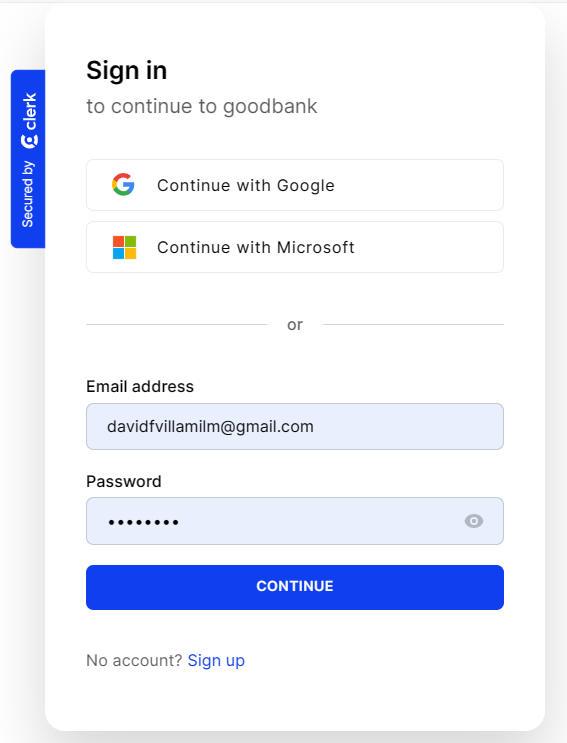 Sign in
to continue to goodbank
Secured by clerk
Continue with Google
Continue with Microsoft
or
Email address
davidfvillamilm@gmail.com
Password
••••••••
CONTINUE
No account? Sign up